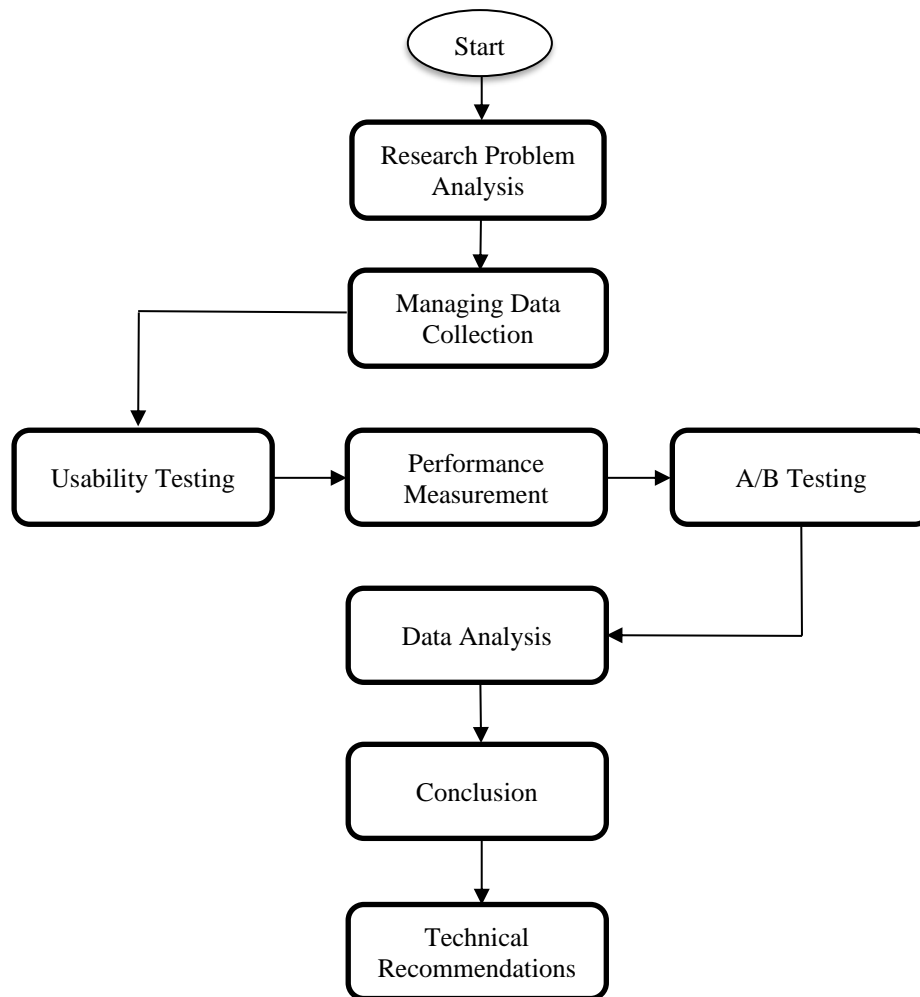 Start
Research Problem
Analysis
Managing Data
Collection
Usability Testing
Performance
Measurement
A/B Testing
Data Analysis
Conclusion
Technical
Recommendations